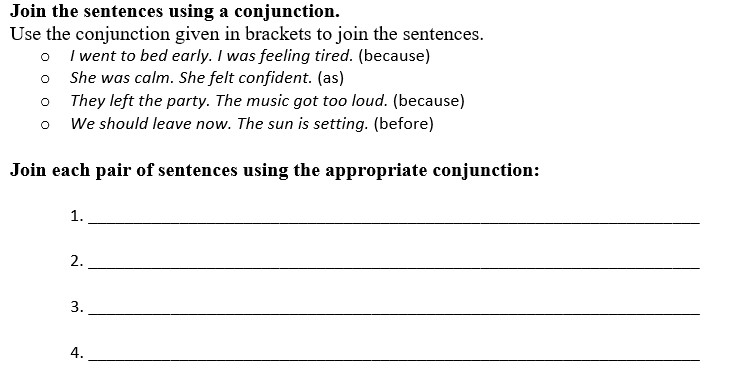 Join the sentences using a conjunction.
Use the conjunction given in brackets to join the sentences.
o I went to bed early. I was feeling tired. (because)
o She was calm. She felt confident. (as)
o They left the party. The music got too loud. (because)
o We should leave now. The sun is setting. (before)
Join each pair of sentences using the appropriate conjunction:
1.
2.
3.
4.